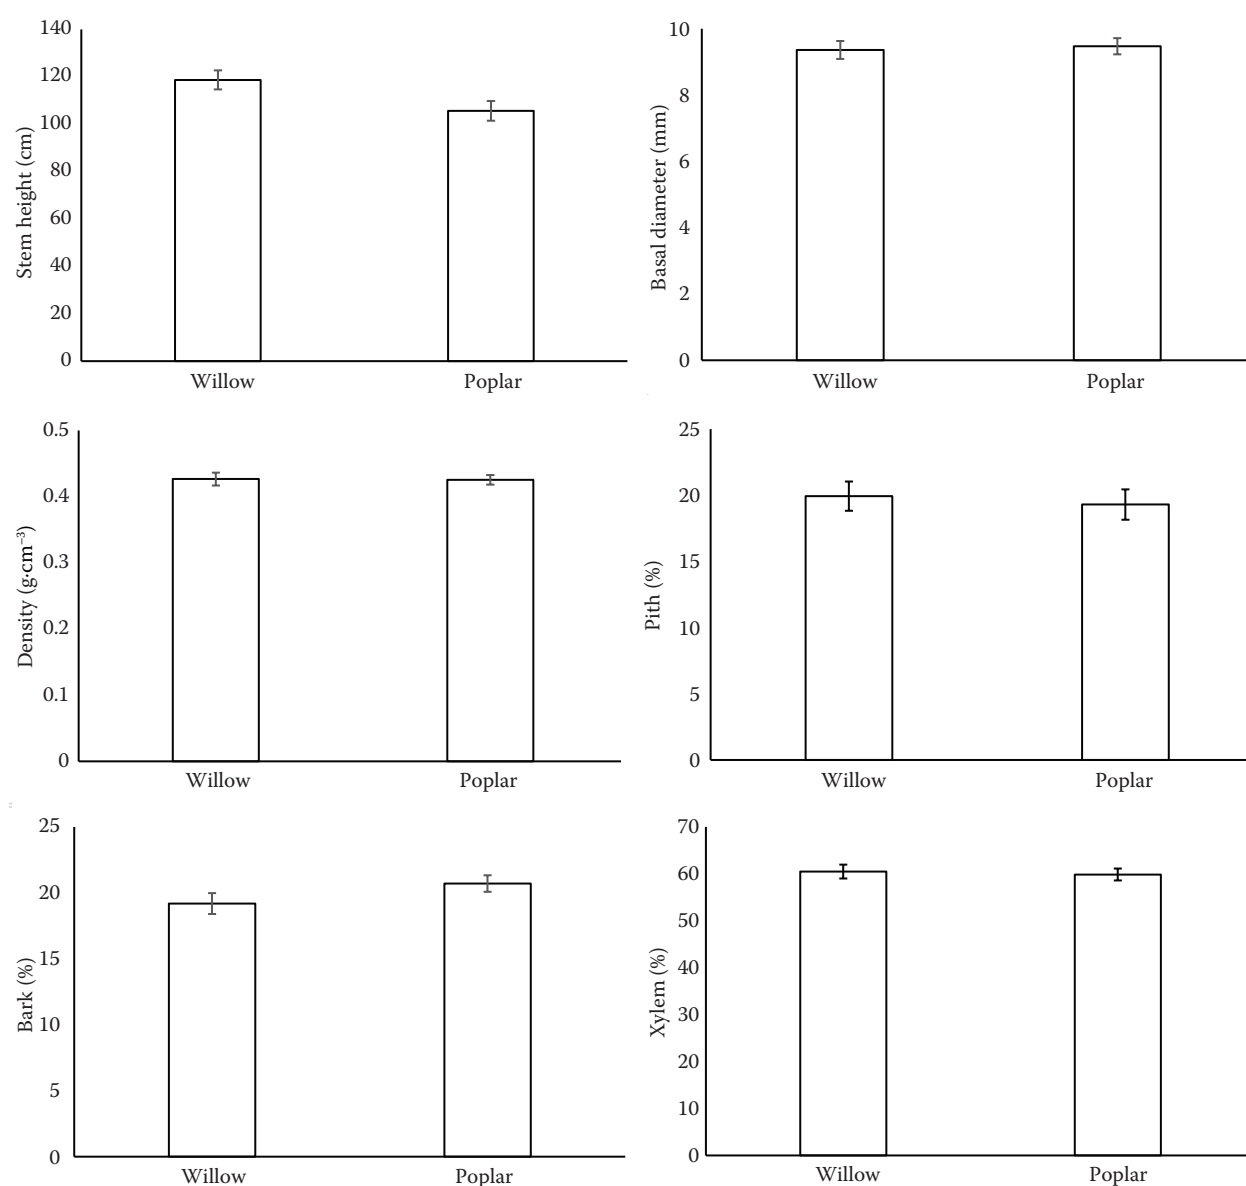 140
120
100
80
60
40
20
0
Stem height (cm)
Willow
Poplar
10
8
6
4
2
0
Basal diameter (mm)
Willow
Poplar
0.5
0.4
0.3
0.2
0.1
0
Density (g·cm⁻³)
Willow
Poplar
25
20
15
10
5
0
Pith (%)
Willow
Poplar
25
20
15
10
5
0
Bark (%)
Willow
Poplar
70
60
50
40
30
20
10
0
Xylem (%)
Willow
Poplar